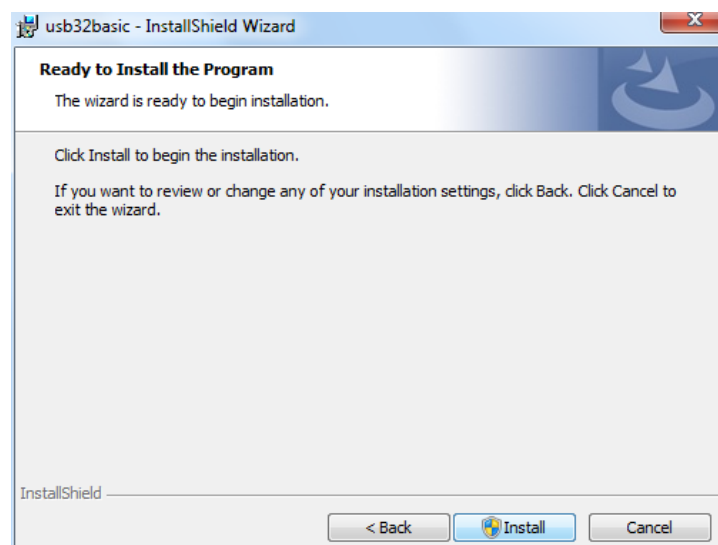 usb32basic - InstallShield Wizard
Ready to Install the Program
The wizard is ready to begin installation.
Click Install to begin the installation.
If you want to review or change any of your installation settings, click Back. Click Cancel to
exit the wizard.
InstallShield
< Back Install Cancel